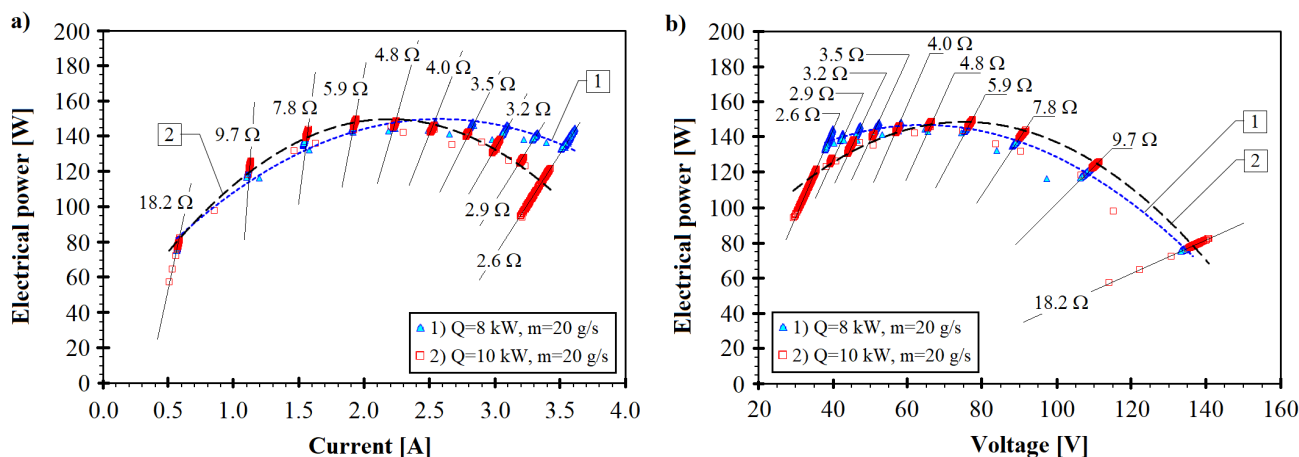 a)
Electrical power [W]
200
180
160
140
120
100
80
60
40
20
0
0.0 0.5 1.0 1.5 2.0 2.5 3.0 3.5 4.0
Current [A]
18.2 Ω
9.7 Ω
7.8 Ω
5.9 Ω
4.8 Ω
4.0 Ω
3.5 Ω
3.2 Ω
2.9 Ω
2.6 Ω
1
2
1) Q=8 kW, m=20 g/s
2) Q=10 kW, m=20 g/s
b)
Electrical power [W]
200
180
160
140
120
100
80
60
40
20
0
20 40 60 80 100 120 140 160
Voltage [V]
3.5 Ω
3.2 Ω
2.9 Ω
2.6 Ω
4.0 Ω
4.8 Ω
5.9 Ω
7.8 Ω
9.7 Ω
18.2 Ω
1
2
1) Q=8 kW, m=20 g/s
2) Q=10 kW, m=20 g/s